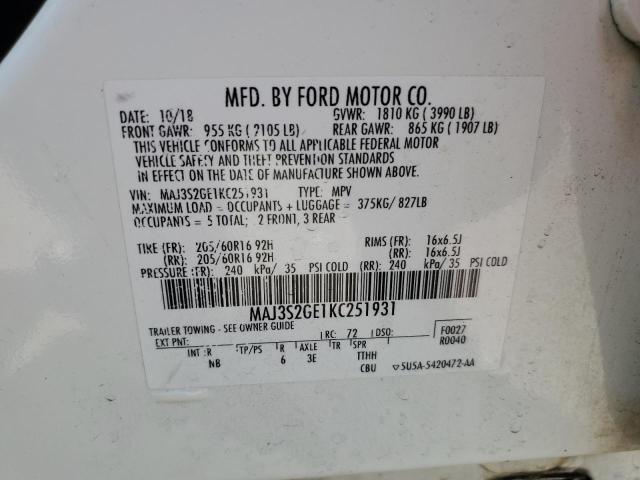 MFD. BY FORD MOTOR CO.
DATE: 10/18 GVWR: 1810 KG ( 3990 LB)
FRONT GAWR: 955 KG ( 2105 LB) REAR GAWR: 865 KG ( 1907 LB)
THIS VEHICLE CONFORMS TO ALL APPLICABLE FEDERAL MOTOR
VEHICLE SAFETY AND THEFT PREVENTION STANDARDS
IN EFFECT ON THE DATE OF MANUFACTURE SHOWN ABOVE.
VIN: MAJ3S2GE1KC251931 TYPE: MPV
MAXIMUM LOAD = OCCUPANTS + LUGGAGE = 375KG/ 827LB
OCCUPANTS = 5 TOTAL; 2 FRONT, 3 REAR
TIRE (FR): 205/60R16 92H RIMS (FR): 16x6.5J
(RR): 205/60R16 92H (RR): 16x6.5J
PRESSURE (FR): 240 kPa/ 35 PSI COLD (RR): 240 kPa/ 35 PSI COLD
MAJ3S2GE1KC251931
TRAILER TOWING - SEE OWNER GUIDE
EXT PNT: RC: 72 DSO: F0027
R0040
INT TR TP/PS R AXLE TR SPR
NB 6 3E TTHH
CBU ▽5U5A-5420472-AA